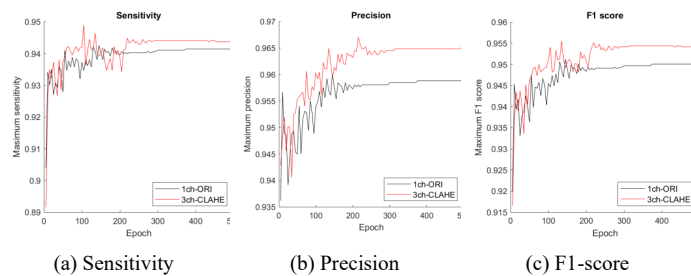 Sensitivity
Masimum sensitivity
0.95
0.94
0.93
0.92
0.91
0.9
0.89
0 100 200 300 400 5
Epoch
1ch-ORI
3ch-CLAHE
(a) Sensitivity
Precision
Maximum precision
0.97
0.965
0.96
0.955
0.95
0.945
0.94
0.935
0 100 200 300 400 5
Epoch
1ch-ORI
3ch-CLAHE
(b) Precision
F1 score
Maximum F1 score
0.96
0.955
0.95
0.945
0.94
0.935
0.93
0.925
0.92
0.915
0 100 200 300 400
Epoch
1ch-ORI
3ch-CLAHE
(c) F1-score